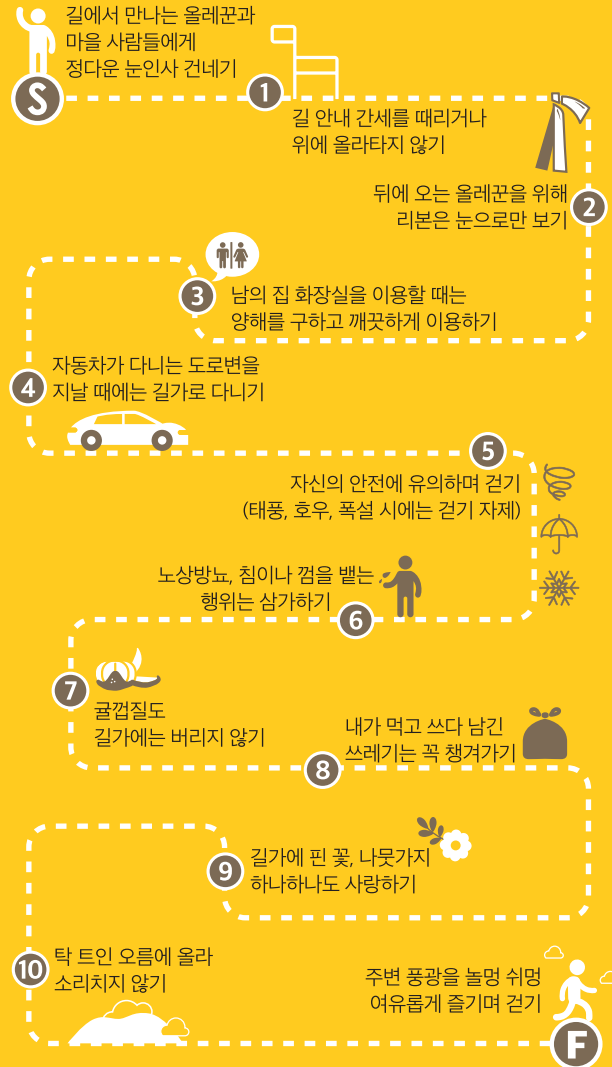 길에서 만나는 올레꾼과
마을 사람들에게
정다운 눈인사 건네기
S
1
길 안내 간세를 때리거나
위에 올라타지 않기
뒤에 오는 올레꾼을 위해
리본은 눈으로만 보기
2
3
남의 집 화장실을 이용할 때는
양해를 구하고 깨끗하게 이용하기
자동차가 다니는 도로변을
지날 때에는 길가로 다니기
4
5
자신의 안전에 유의하며 걷기
(태풍, 호우, 폭설 시에는 걷기 자제)
노상방뇨, 침이나 껌을 뱉는
행위는 삼가하기
6
7
귤껍질도
길가에는 버리지 않기
내가 먹고 쓰다 남긴
쓰레기는 꼭 챙겨가기
8
길가에 핀 꽃, 나뭇가지
하나하나도 사랑하기
9
탁 트인 오름에 올라
소리치지 않기
10
주변 풍광을 놀멍 쉬멍
여유롭게 즐기며 걷기
F